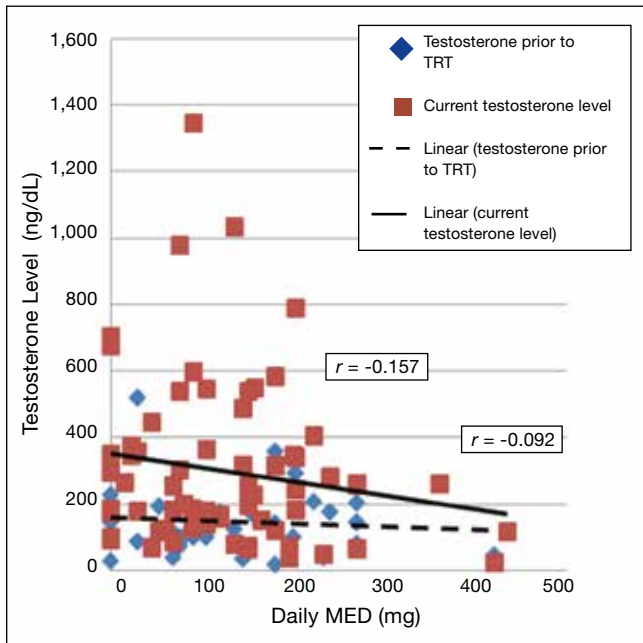 1,600
1,400
1,200
1,000
800
600
400
200
0
Testosterone Level (ng/dL)
Testosterone prior to
TRT
Current testosterone level
Linear (testosterone prior
to TRT)
Linear (current
testosterone level)
r = -0.157
r = -0.092
0 100 200 300 400 500
Daily MED (mg)